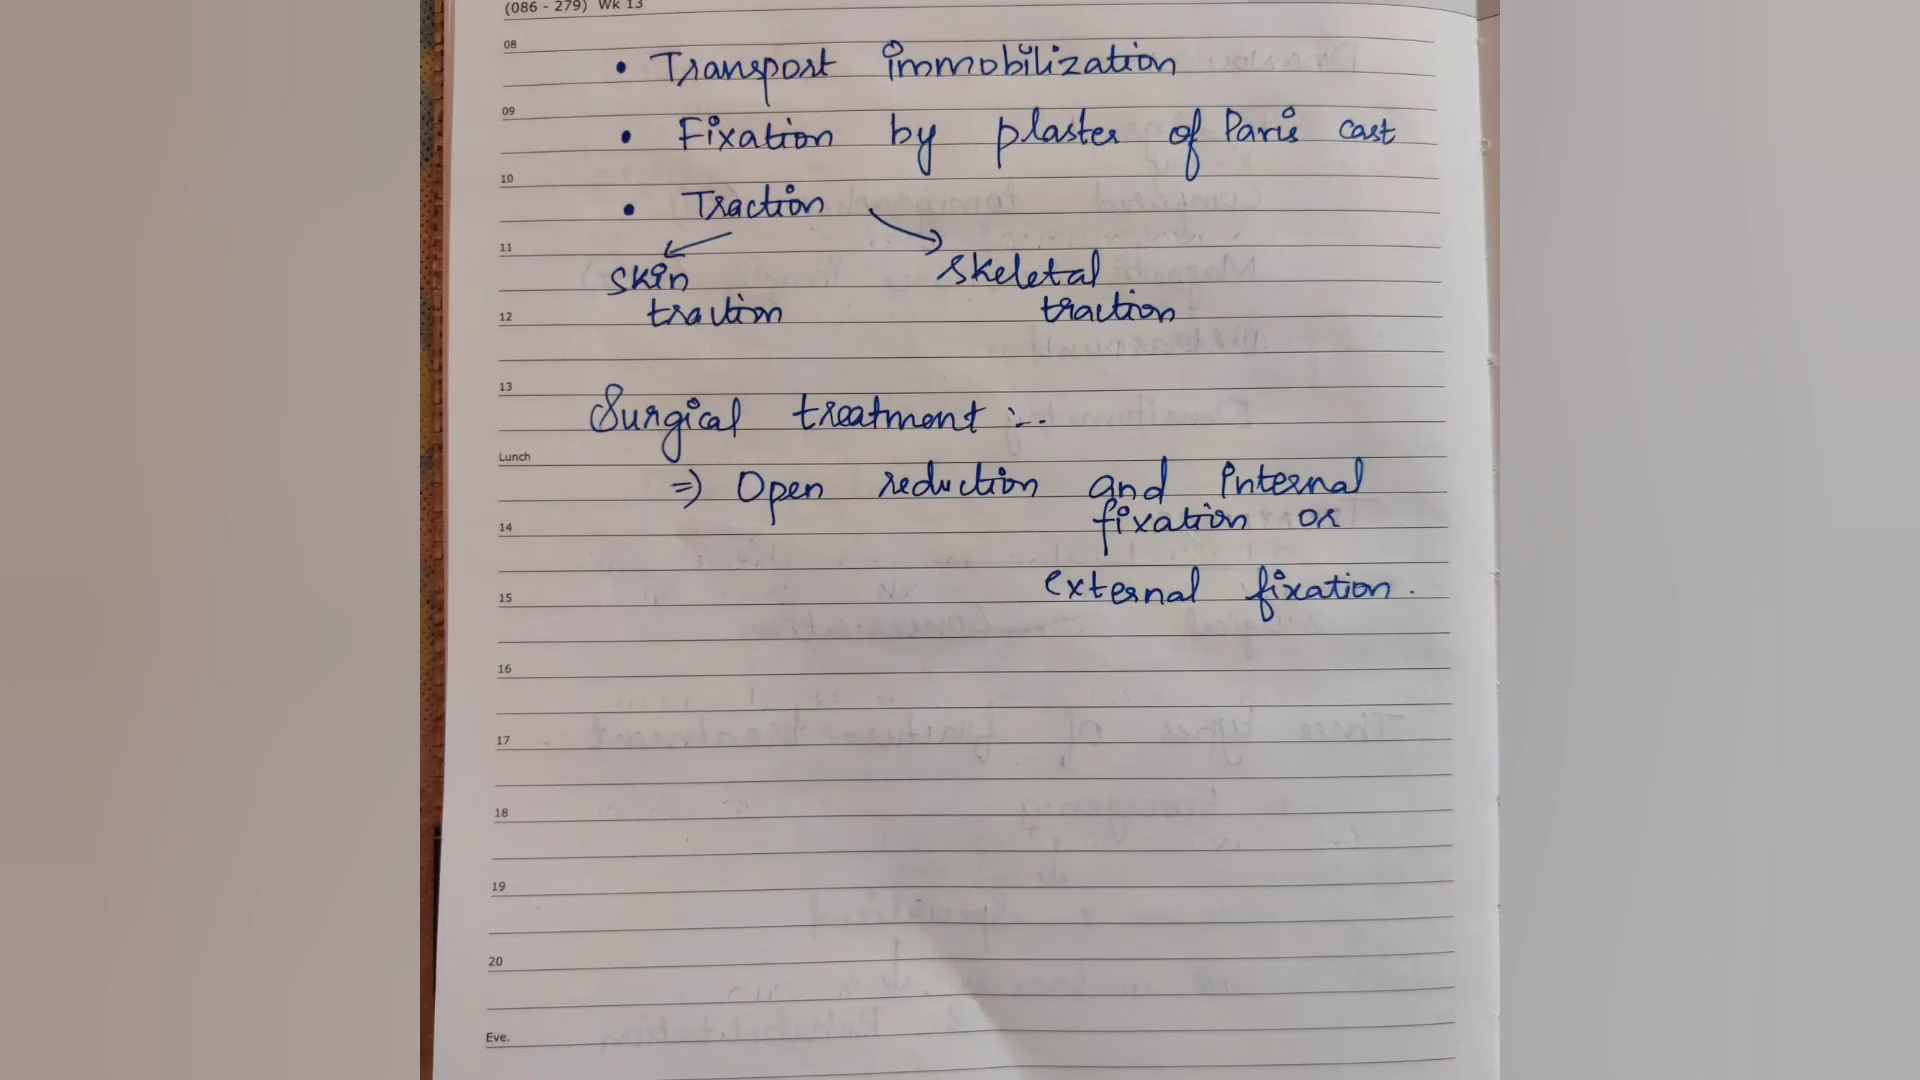 (086 - 279) Wk 13
08
• Transport immobilization
09
• Fixation by plaster of Paris cast
10
• Traction
11
Skin Skeletal
12
traction traction
13
Surgical treatment :-
Lunch
⇒ Open reduction and internal
14
fixation or
15
external fixation.
16
17
18
19
20
Eve.